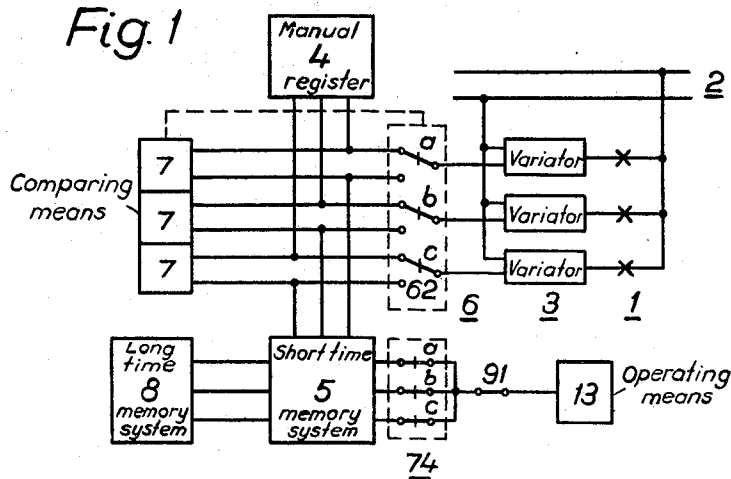 Fig. 1
Manual
4
register
2
a
7
Variator
Comparing
means
7
b
Variator
7
c
Variator
62
6
3
1
Long
time
8
memory
system
Short time
5
memory
system
a
b
c
91
13
Operating
means
74